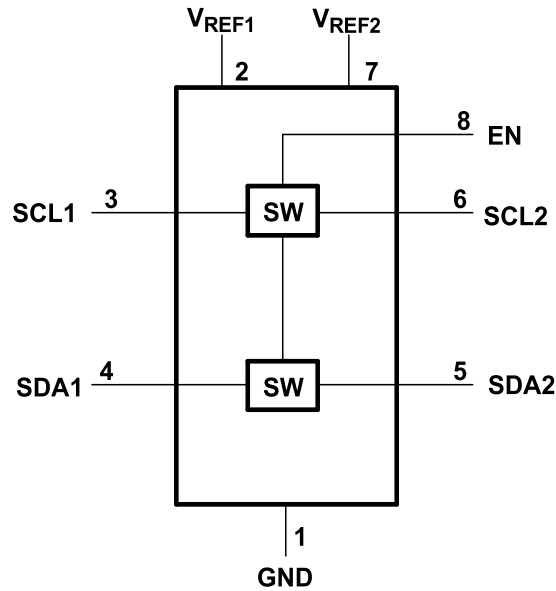 VREF1 VREF2
2 7
8 EN
SCL1 3 SW 6 SCL2
SDA1 4 SW 5 SDA2
1
GND